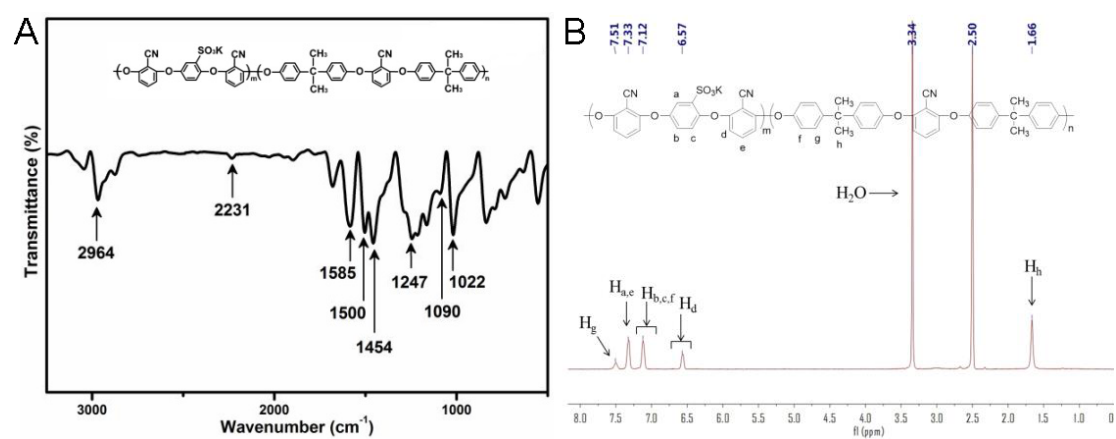 A
SO₃K
CN CN CH₃ CN CH₃
O O O O m O C O O C n
CH₃ CH₃
Transmittance (%)
2964
2231
1585
1500
1454
1247
1090
1022
3000 2000 1000
Wavenumber (cm⁻¹)
B
7.51 7.33 7.12 6.57 3.34 2.50 1.66
CN a SO₃K CN CH₃ CN CH₃
O O O O m O O O n
b c d e f g CH₃ h CH₃
H₂O
Hg
Ha,e
Hb,c,f
Hd
Hh
8.0 7.5 7.0 6.5 6.0 5.5 5.0 4.5 4.0 3.5 3.0 2.5 2.0 1.5 1.0 0.
f1 (ppm)